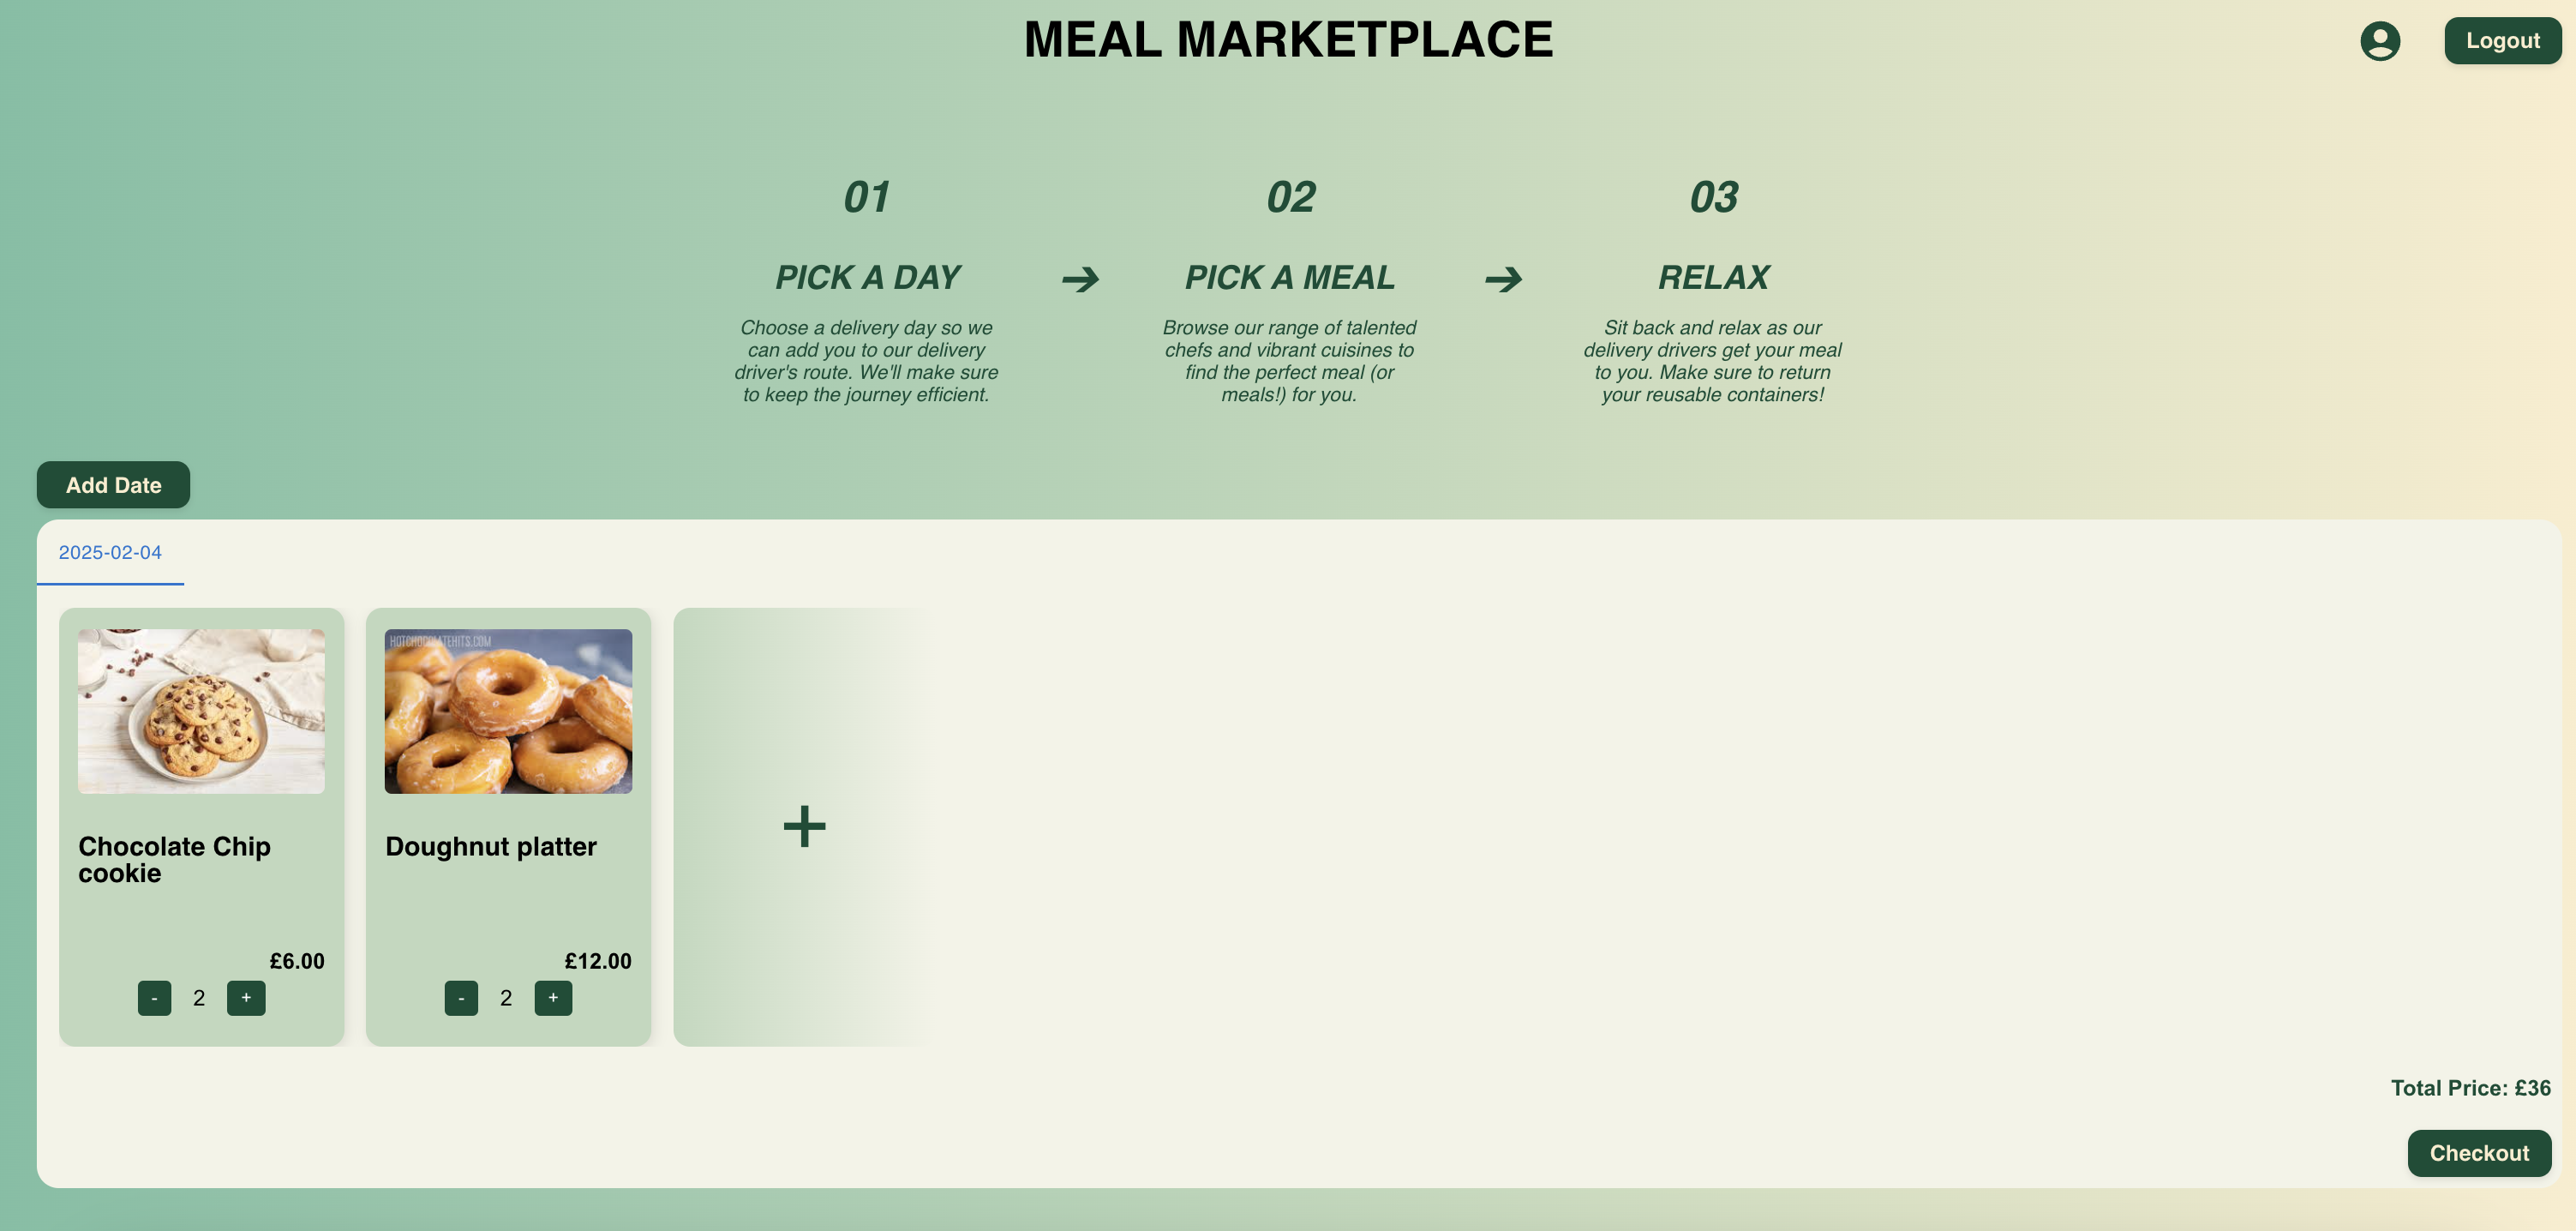 MEAL MARKETPLACE
Logout
01
PICK A DAY
Choose a delivery day so we
can add you to our delivery
driver's route. We'll make sure
to keep the journey efficient.
➔
02
PICK A MEAL
Browse our range of talented
chefs and vibrant cuisines to
find the perfect meal (or
meals!) for you.
➔
03
RELAX
Sit back and relax as our
delivery drivers get your meal
to you. Make sure to return
your reusable containers!
Add Date
2025-02-04
Chocolate Chip
cookie
£6.00
- 2 +
HOTCHOCOLATEHITS.COM
Doughnut platter
£12.00
- 2 +
+
Total Price: £36
Checkout